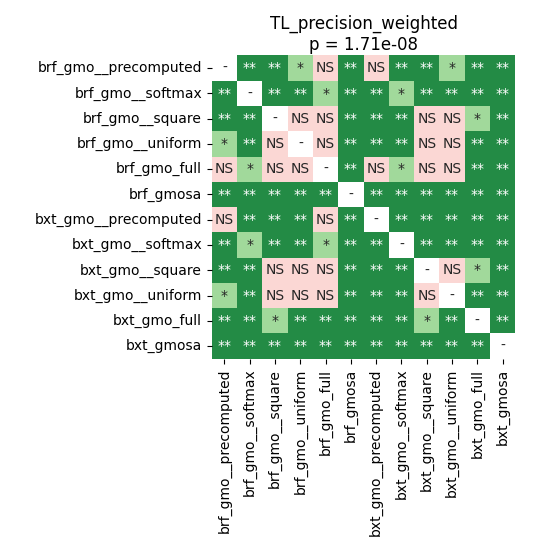 TL_precision_weighted
p = 1.71e-08
brf_gmo__precomputed - ** ** * NS ** NS ** ** * ** **
brf_gmo__softmax ** - ** ** * ** ** * ** ** ** **
brf_gmo__square ** ** - NS NS ** ** ** NS NS * **
brf_gmo__uniform * ** NS - NS ** ** ** NS NS ** **
brf_gmo_full NS * NS NS - ** NS * NS NS ** **
brf_gmosa ** ** ** ** ** - ** ** ** ** ** **
bxt_gmo__precomputed NS ** ** ** NS ** - ** ** ** ** **
bxt_gmo__softmax ** * ** ** * ** ** - ** ** ** **
bxt_gmo__square ** ** NS NS NS ** ** ** - NS * **
bxt_gmo__uniform * ** NS NS NS ** ** ** NS - ** **
bxt_gmo_full ** ** * ** ** ** ** ** * ** - **
bxt_gmosa ** ** ** ** ** ** ** ** ** ** ** -
brf_gmo__precomputed
brf_gmo__softmax
brf_gmo__square
brf_gmo__uniform
brf_gmo_full
brf_gmosa
bxt_gmo__precomputed
bxt_gmo__softmax
bxt_gmo__square
bxt_gmo__uniform
bxt_gmo_full
bxt_gmosa